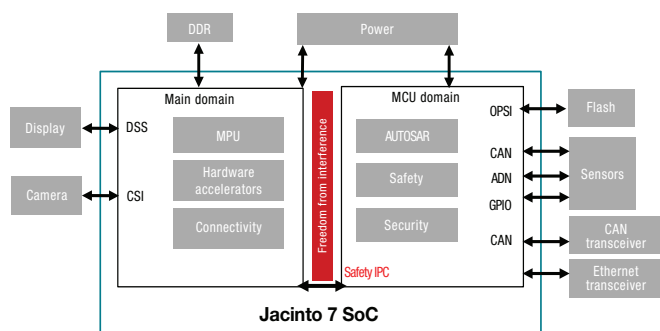 DDR
Power
Main domain
MCU domain
Display
DSS
MPU
Freedom from interference
AUTOSAR
OPSI
Flash
CAN
Camera
CSI
Hardware
accelerators
Safety
ADN
Sensors
GPIO
Connectivity
Security
CAN
CAN
transceiver
Safety IPC
Ethernet
transceiver
Jacinto 7 SoC